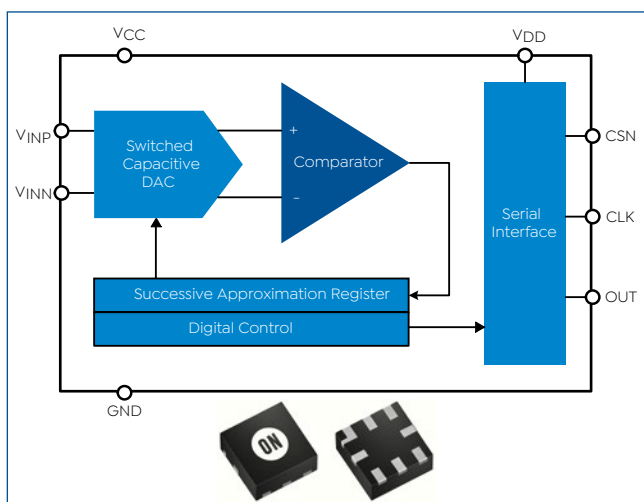 VCC
VDD
VINP
VINN
Switched
Capacitive
DAC
+
-
Comparator
Serial
Interface
CSN
CLK
OUT
Successive Approximation Register
Digital Control
GND
ON